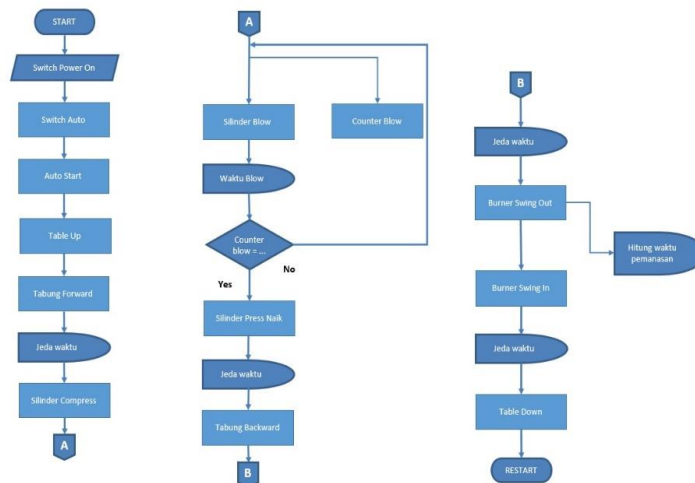 START
Switch Power On
Switch Auto
Auto Start
Table Up
Tabung Forward
Jeda waktu
Silinder Compress
A
A
Silinder Blow
Counter Blow
Waktu Blow
Counter
blow = ...
No
Yes
Silinder Press Naik
Jeda waktu
Tabung Backward
B
B
Jeda waktu
Burner Swing Out
Hitung waktu
pemanasan
Burner Swing In
Jeda waktu
Table Down
RESTART